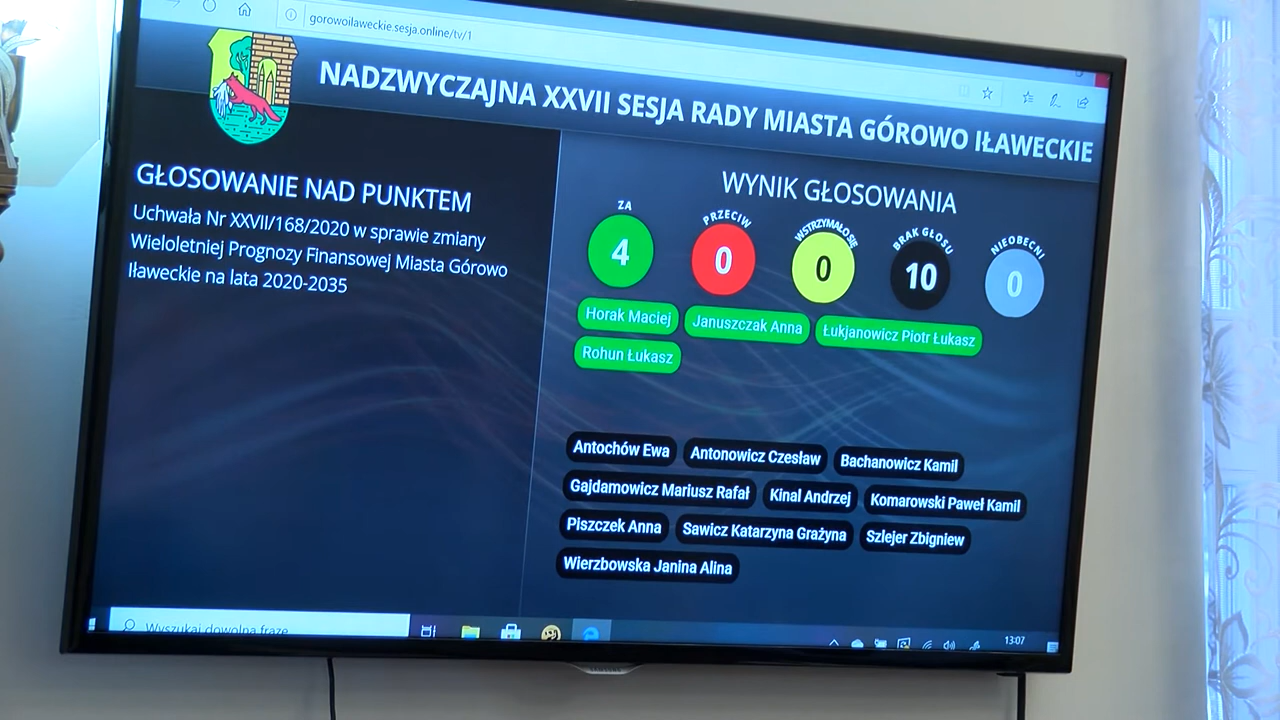 gorowoilaweckie.sesja.online/tv/1
NADZWYCZAJNA XXVII SESJA RADY MIASTA GÓROWO IŁAWECKIE
GŁOSOWANIE NAD PUNKTEM
Uchwała Nr XXVII/168/2020 w sprawie zmiany
Wieloletniej Prognozy Finansowej Miasta Górowo
Iławeckie na lata 2020-2035
WYNIK GŁOSOWANIA
ZA PRZECIW WSTRZYMAŁO SIĘ BRAK GŁOSU NIEOBECNI
4 0 0 10 0
Horak Maciej Januszczak Anna Łukjanowicz Piotr Łukasz
Rohun Łukasz
Antochów Ewa Antonowicz Czesław Bachanowicz Kamil
Gajdamowicz Mariusz Rafał Kinal Andrzej Komarowski Paweł Kamil
Piszczek Anna Sawicz Katarzyna Grażyna Szlejer Zbigniew
Wierzbowska Janina Alina
Wyszukaj dowolną frazę
13:07
SAMSUNG